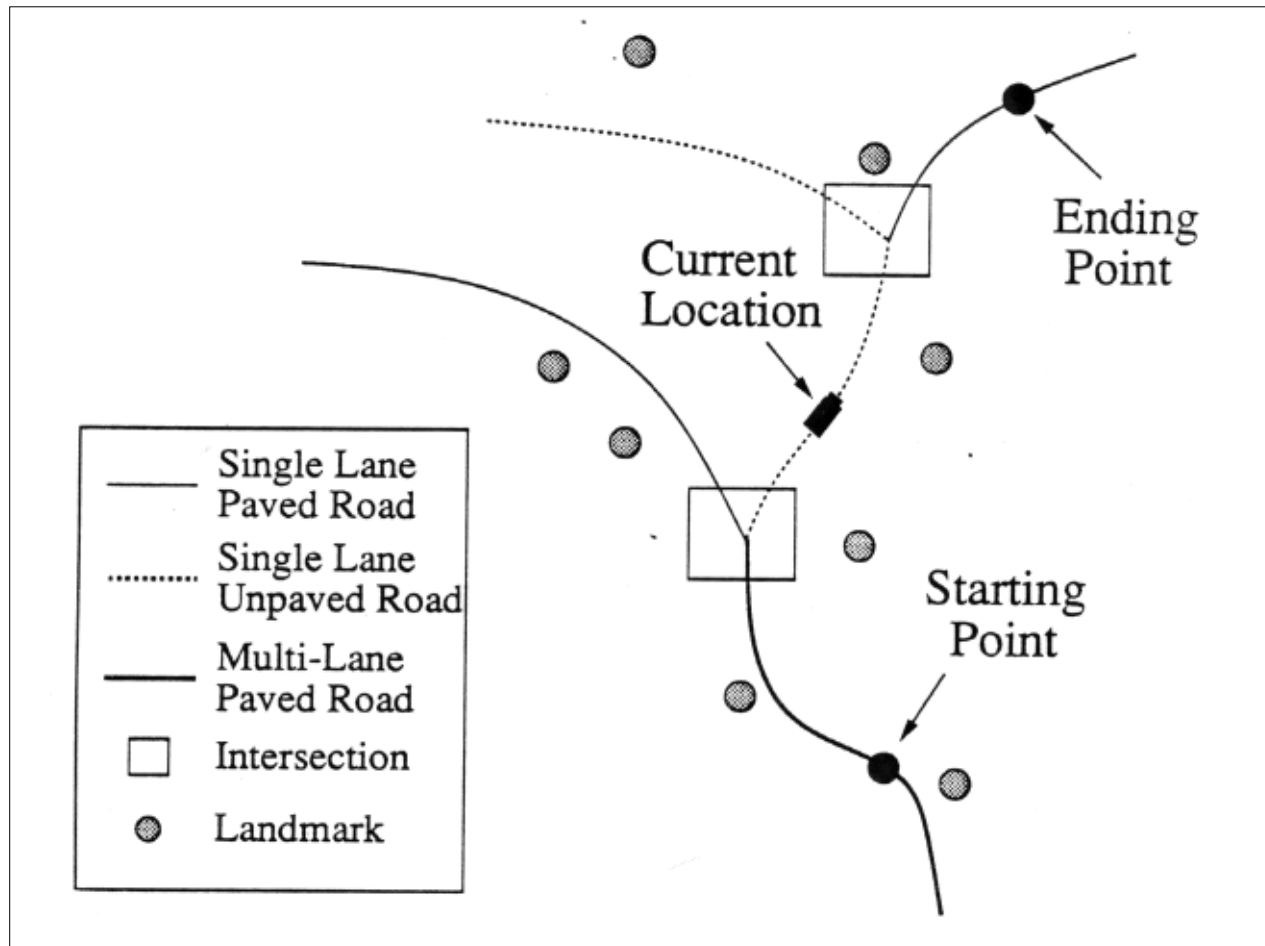 Ending
Point
Current
Location
Single Lane
Paved Road
Single Lane
Unpaved Road
Multi-Lane
Paved Road
Intersection
Landmark
Starting
Point